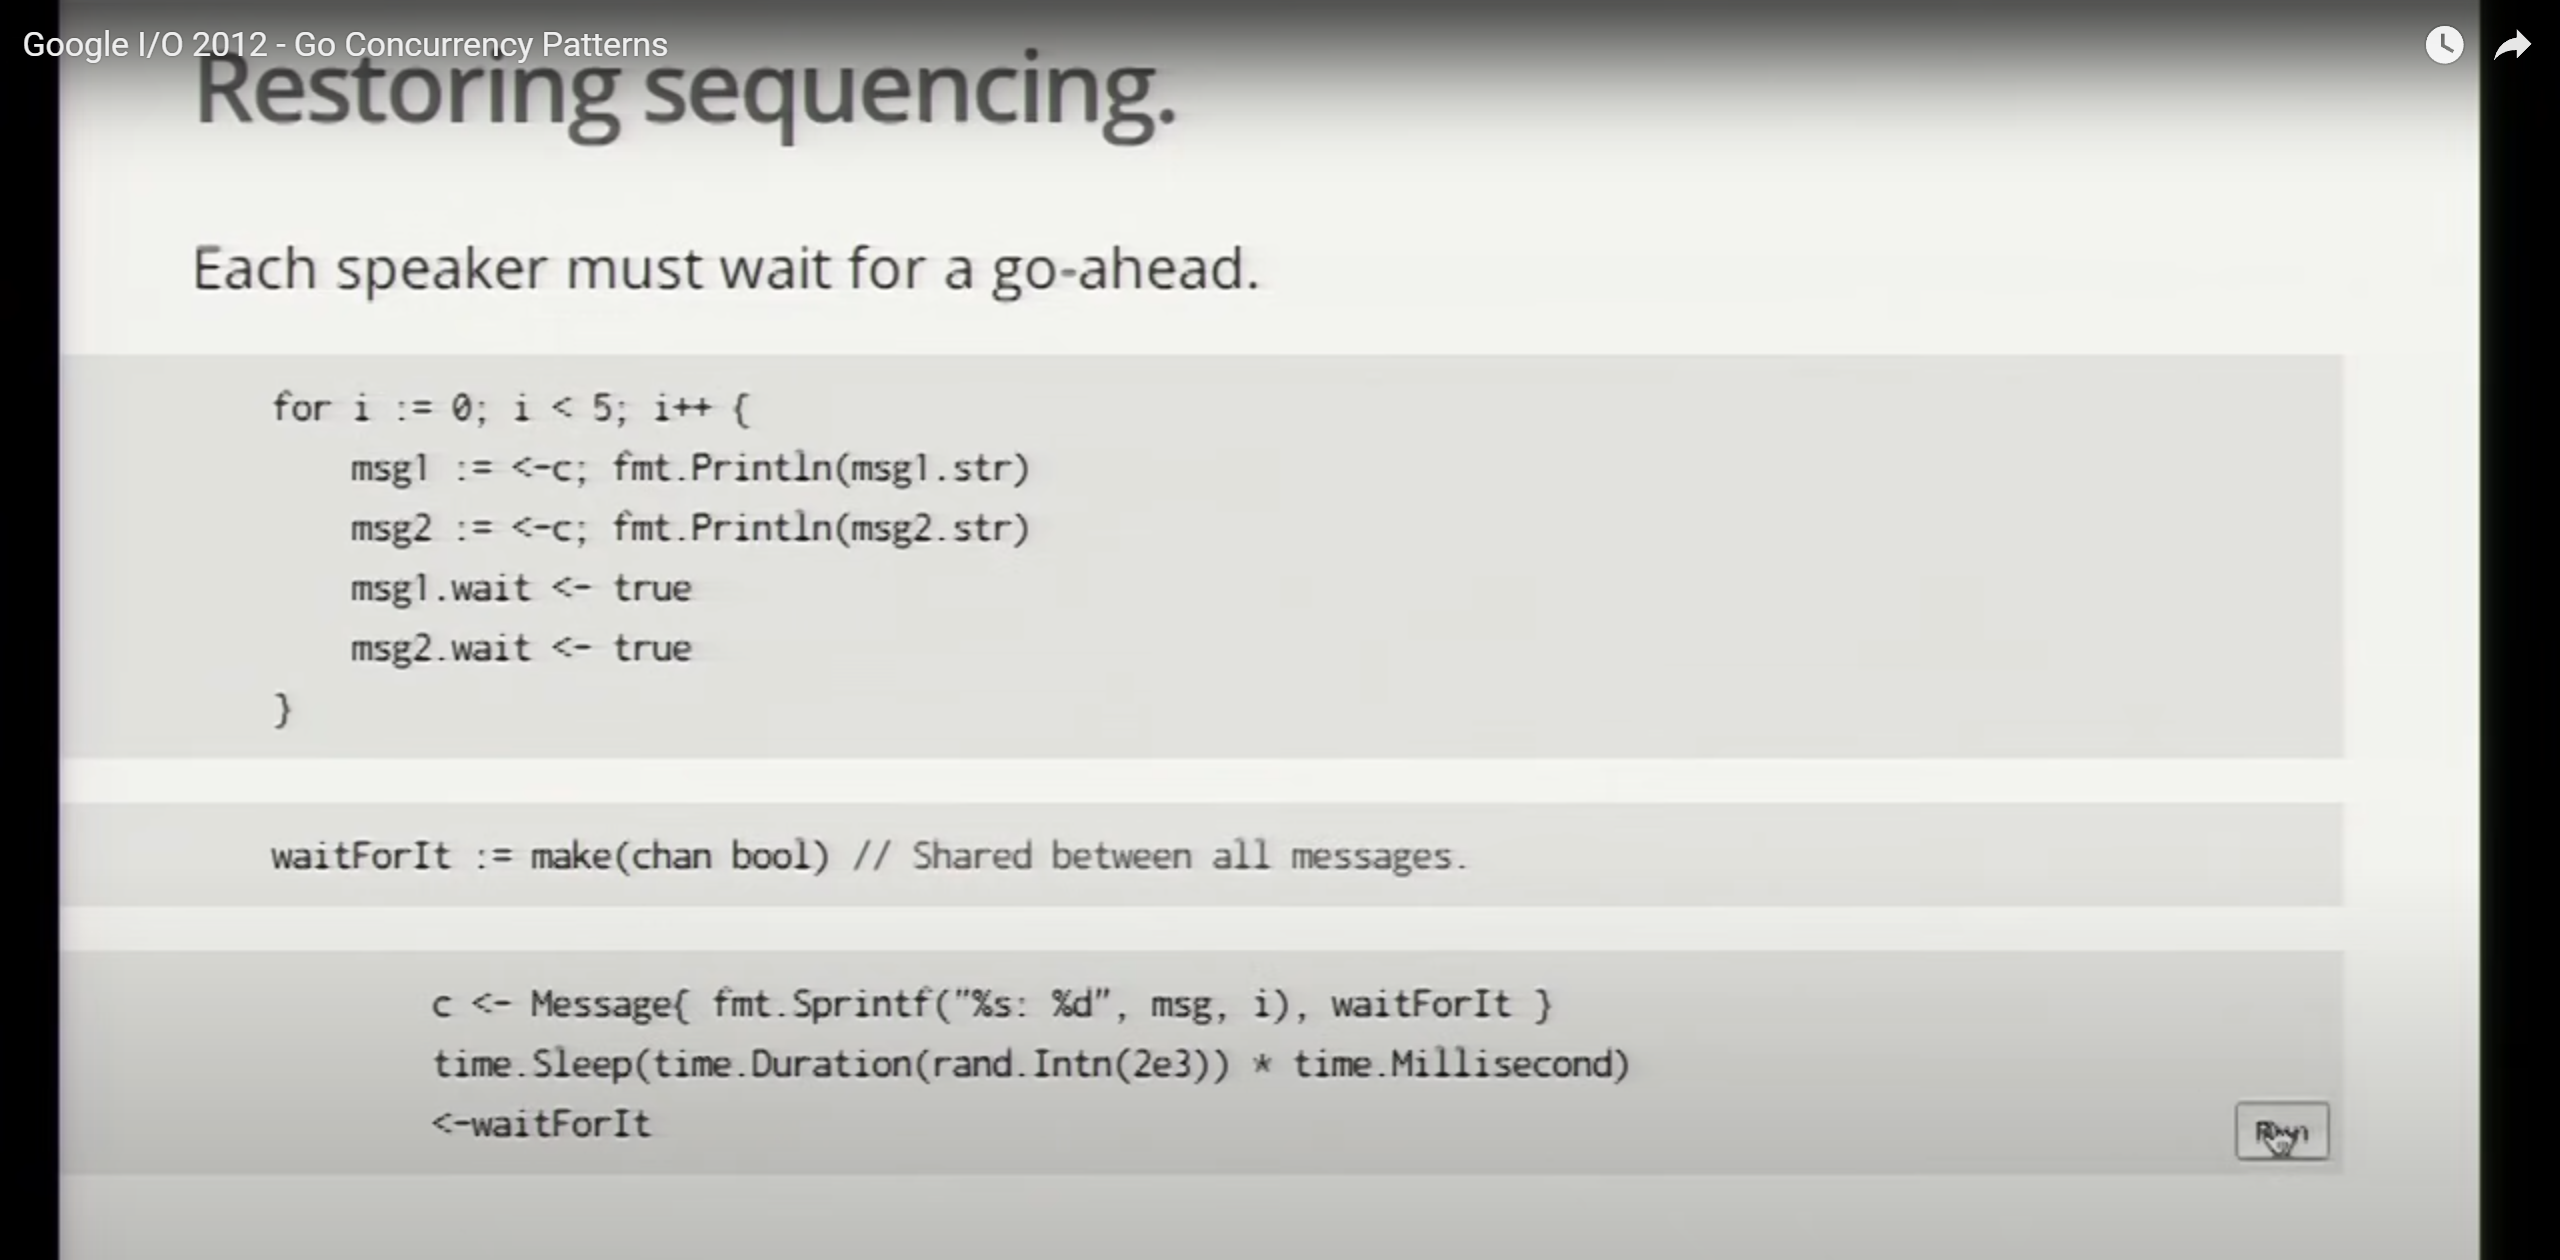 Google I/O 2012 - Go Concurrency Patterns
Restoring sequencing.
Each speaker must wait for a go-ahead.
for i := 0; i < 5; i++ {
    msg1 := <-c; fmt.Println(msg1.str)
    msg2 := <-c; fmt.Println(msg2.str)
    msg1.wait <- true
    msg2.wait <- true
}
waitForIt := make(chan bool) // Shared between all messages.
c <- Message{ fmt.Sprintf("%s: %d", msg, i), waitForIt }
time.Sleep(time.Duration(rand.Intn(2e3)) * time.Millisecond)
<-waitForIt
Run